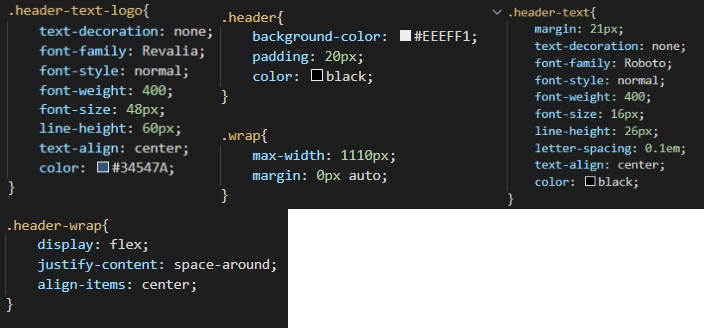 .header-text-logo{
text-decoration: none;
font-family: Revalia;
font-style: normal;
font-weight: 400;
font-size: 48px;
line-height: 60px;
text-align: center;
color: #34547A;
}
.header-wrap{
display: flex;
justify-content: space-around;
align-items: center;
}
.header{
background-color: #EEEFF1;
padding: 20px;
color: black;
}
.wrap{
max-width: 1110px;
margin: 0px auto;
}
.header-text{
margin: 21px;
text-decoration: none;
font-family: Roboto;
font-style: normal;
font-weight: 400;
font-size: 16px;
line-height: 26px;
letter-spacing: 0.1em;
text-align: center;
color: black;
}